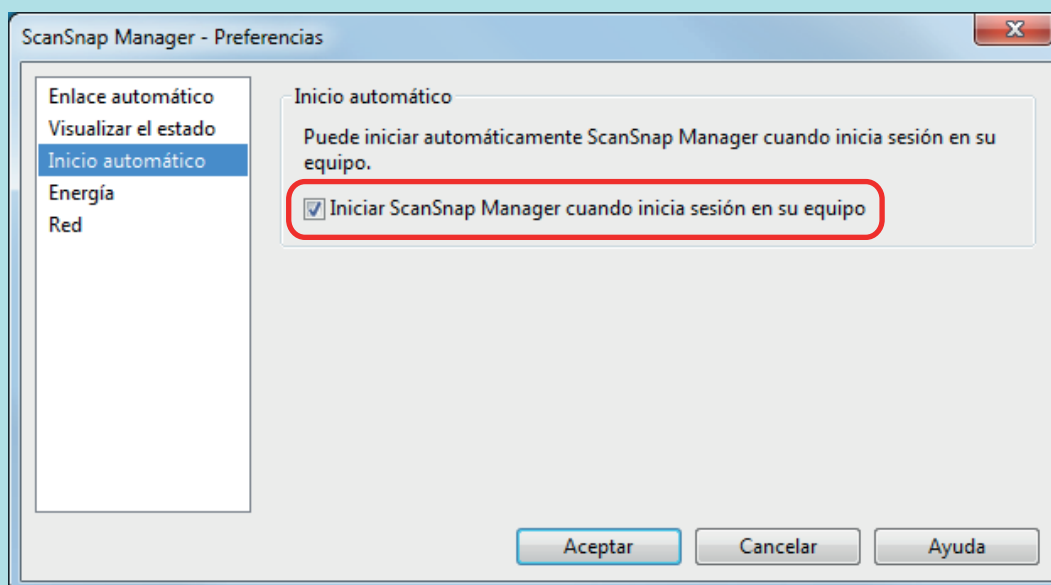 ScanSnap Manager - Preferencias
Enlace automático
Visualizar el estado
Inicio automático
Energía
Red
Inicio automático
Puede iniciar automáticamente ScanSnap Manager cuando inicia sesión en su
equipo.
Iniciar ScanSnap Manager cuando inicia sesión en su equipo
Aceptar
Cancelar
Ayuda